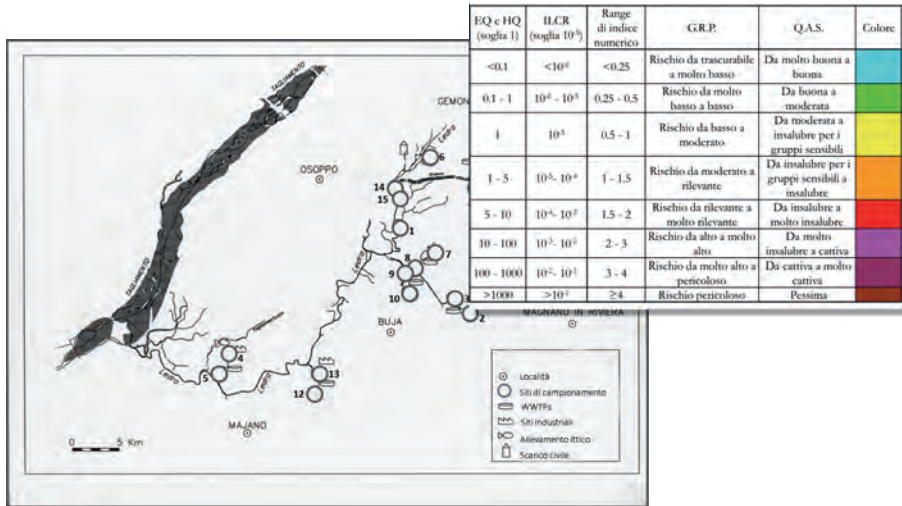 EQ e HQ (soglia 1) ILCR (soglia 10⁻⁵) Range di indice numerico G.R.P. Q.A.S. Colore
<0.1 <10⁻⁶ <0.25 Rischio da trascurabile a molto basso Da molto buona a buona
0.1 - 1 10⁻⁶ - 10⁻⁵ 0.25 - 0.5 Rischio da molto basso a basso Da buona a moderata
1 10⁻⁵ 0.5 - 1 Rischio da basso a moderato Da moderata a insalubre per i gruppi sensibili
1 - 5 10⁻⁵- 10⁻⁴ 1 - 1.5 Rischio da moderato a rilevante Da insalubre per i gruppi sensibili a insalubre
5 - 10 10⁻⁴- 10⁻³ 1.5 - 2 Rischio da rilevante a molto rilevante Da insalubre a molto insalubre
10 - 100 10⁻³- 10⁻² 2 - 3 Rischio da alto a molto alto Da molto insalubre a cattiva
100 - 1000 10⁻²- 10⁻¹ 3 - 4 Rischio da molto alto a pericoloso Da cattiva a molto cattiva
>1000 >10⁻¹ ≥4 Rischio pericoloso Pessima
TAGLIAMENTO
GEMON
Ledro
6
OSOPPO
14
15
1
TAGLIAMENTO
Ledro
7
8
9
10
3
2
BUJA
MAGNANO IN RIVIERA
4
5
Ledro
Ledro
13
12
MAJANO
0 5 Km
Località
Siti di campionamento
WWTPs
Siti industriali
Allevamento ittico
Scarico civile